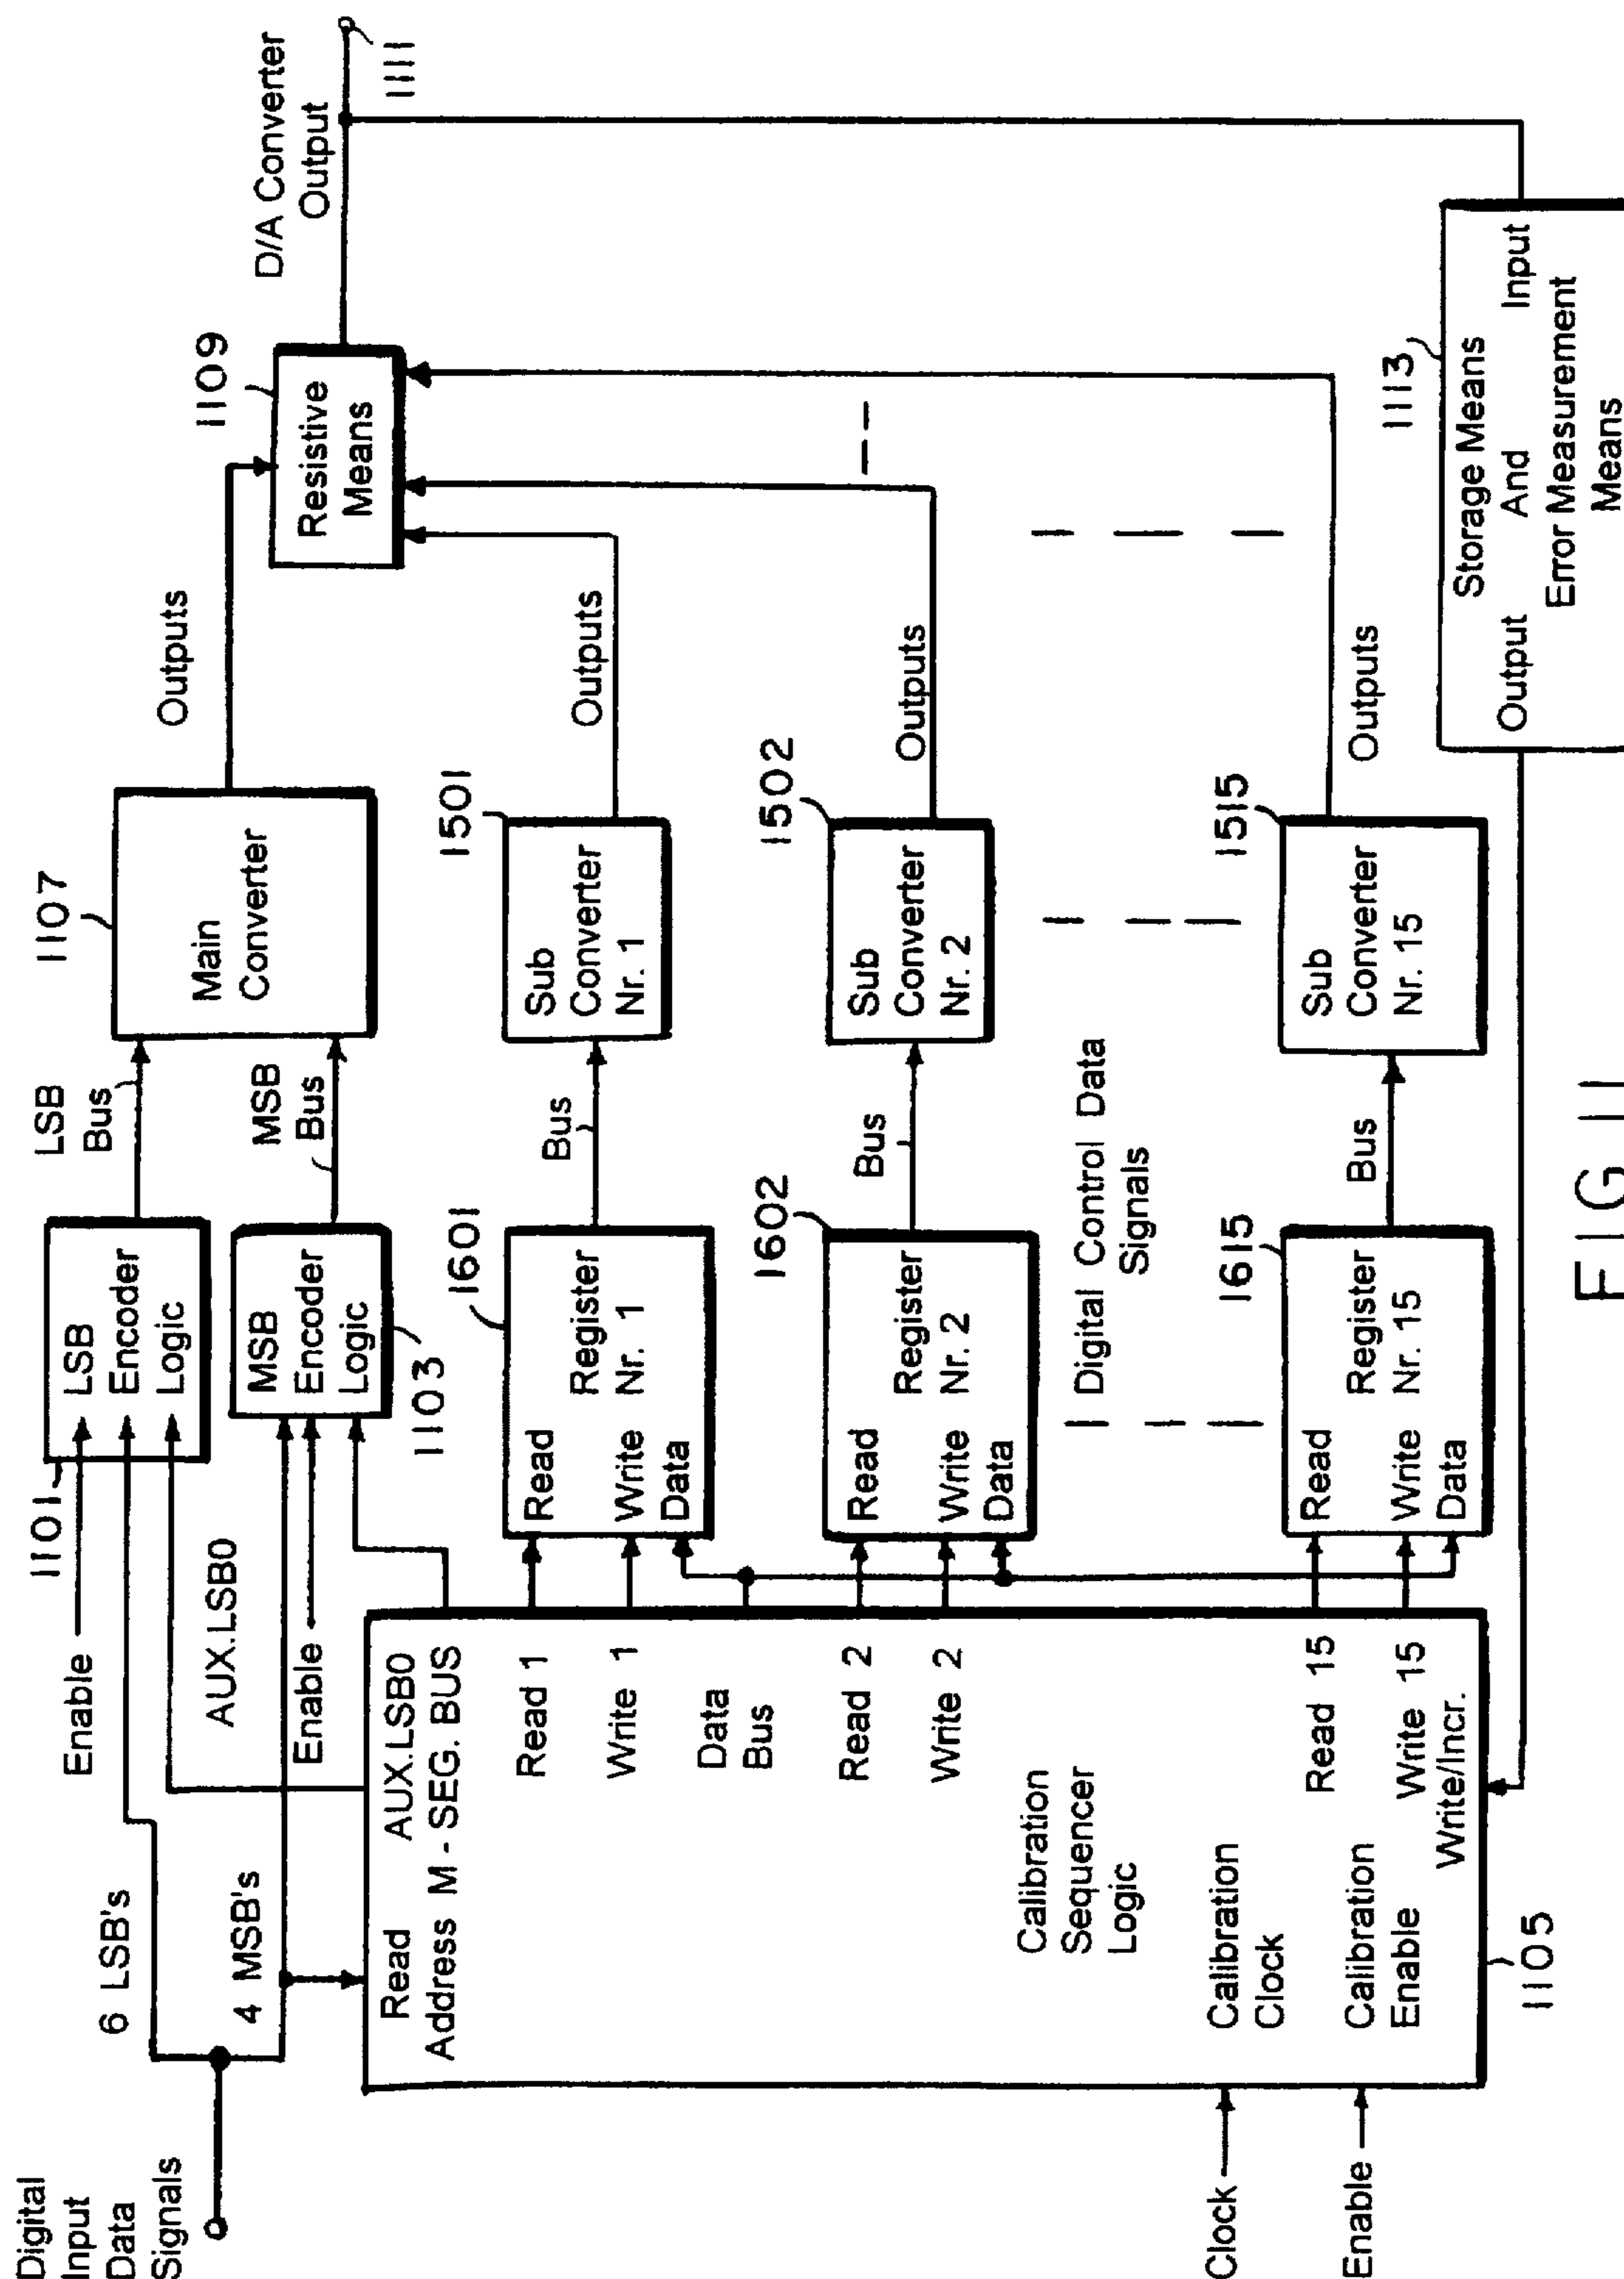 Digital
Input
Data
Signals
6 LSB's
4 MSB's
Enable
AUX.LSB0
Enable
1101
LSB
Encoder
Logic
MSB
Encoder
Logic
1103
LSB
Bus
MSB
Bus
1107
Main
Converter
Outputs
1109
Resistive
Means
D/A Converter
Output
1111
Read
Address
AUX.LSB0
M - SEG. BUS
Read 1
Write 1
Data
Bus
Read 2
Write 2
Calibration
Sequencer
Logic
Calibration
Clock
Calibration
Enable
Read 15
Write 15
Write/Incr.
1105
Clock
Enable
1601
Read
Write
Data
Register
Nr. 1
Bus
1501
Sub
Converter
Nr. 1
Outputs
1602
Read
Write
Data
Register
Nr. 2
Bus
1502
Sub
Converter
Nr. 2
Outputs
Digital Control Data
Signals
1615
Read
Write
Data
Register
Nr. 15
Bus
1515
Sub
Converter
Nr. 15
Outputs
1113
Storage Means
And
Error Measurement
Means
Output
Input
FIG 11